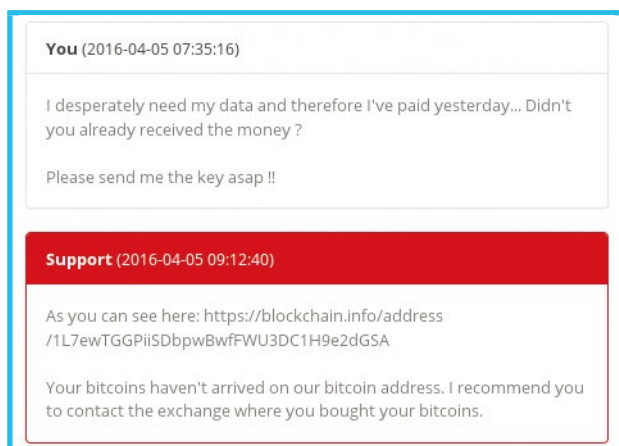 You (2016-04-05 07:35:16)
I desperately need my data and therefore I've paid yesterday... Didn't
you already received the money ?
Please send me the key asap !!
Support (2016-04-05 09:12:40)
As you can see here: https://blockchain.info/address
/1L7ewTGGPiiSDbpwBwfFWU3DC1H9e2dGSA
Your bitcoins haven't arrived on our bitcoin address. I recommend you
to contact the exchange where you bought your bitcoins.